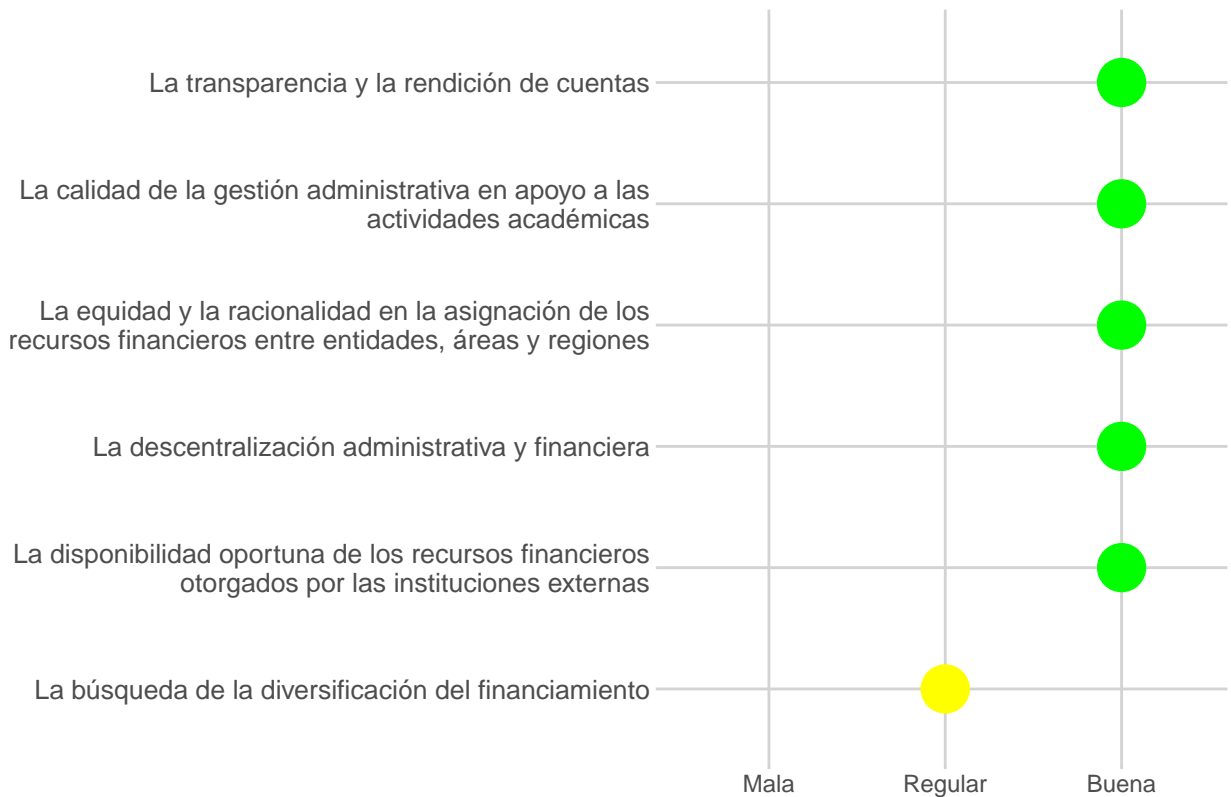 La transparencia y la rendición de cuentas
La calidad de la gestión administrativa en apoyo a las
actividades académicas
La equidad y la racionalidad en la asignación de los
recursos financieros entre entidades, áreas y regiones
La descentralización administrativa y financiera
La disponibilidad oportuna de los recursos financieros
otorgados por las instituciones externas
La búsqueda de la diversificación del financiamiento
Mala
Regular
Buena